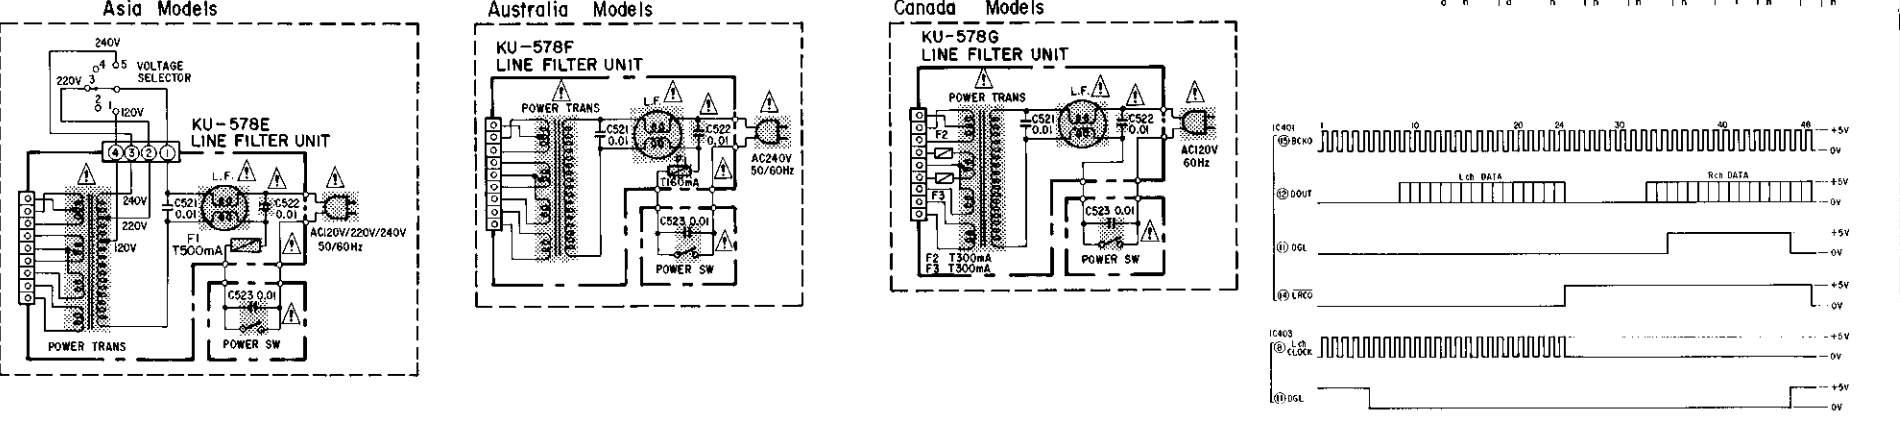 Asia Models
240V
4
5
VOLTAGE
SELECTOR
220V
3
2
1
120V
KU-578E
LINE FILTER UNIT
4 3 2 1
L.F.
240V
220V
120V
C521
0.01
C522
0.01
AC120V/220V/240V
50/60Hz
F1
T500mA
C523 0.01
POWER TRANS
POWER SW
Australia Models
KU-578F
LINE FILTER UNIT
POWER TRANS
L.F.
C521
0.01
C522
0.01
AC240V
50/60Hz
T160mA
C523 0.01
POWER SW
Canada Models
KU-578G
LINE FILTER UNIT
POWER TRANS
L.F.
C521
0.01
C522
0.01
F2
F3
AC120V
60Hz
C523 0.01
POWER SW
F2 T300mA
F3 T300mA
IC401
1 10 20 24 30 40 48
15 BCKO
+5V
0V
12 DOUT
Lch DATA
Rch DATA
+5V
0V
11 DGL
+5V
0V
14 LRCO
+5V
0V
IC403
8 Lch
CLOCK
+5V
0V
11 DGL
+5V
0V